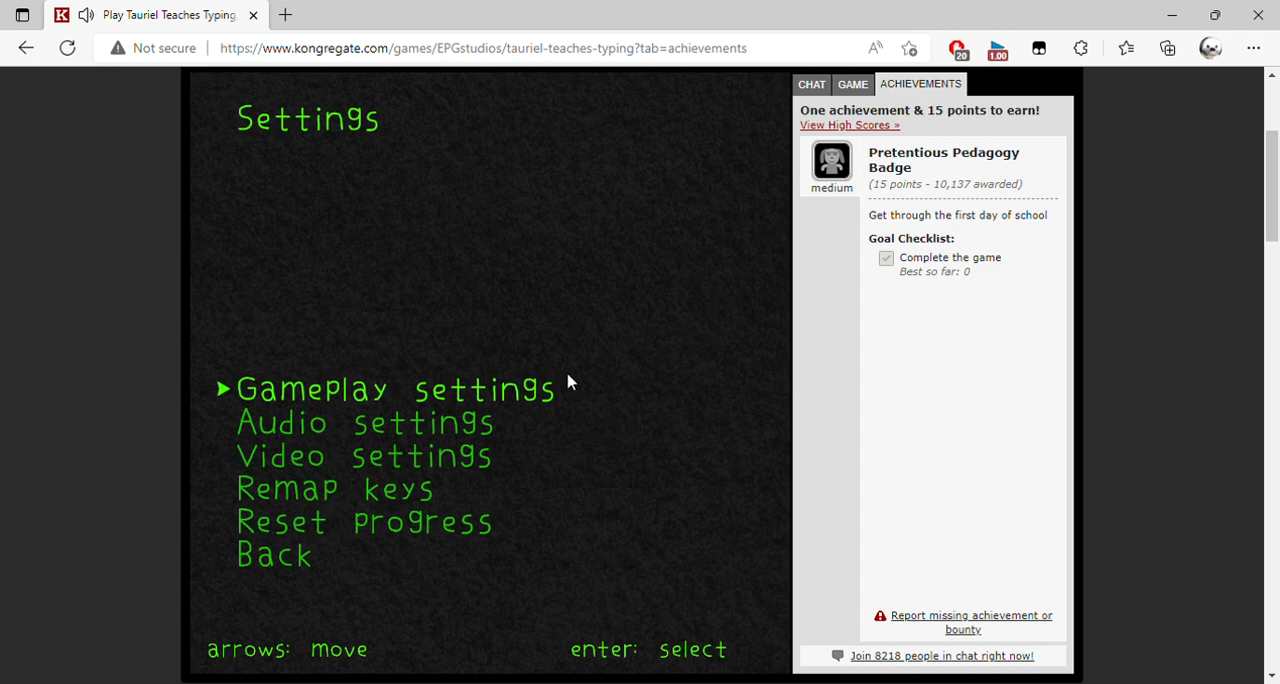 Play Tauriel Teaches Typing
Not secure
https://www.kongregate.com/games/EPGstudios/tauriel-teaches-typing?tab=achievements
20
1.00
Settings
Gameplay settings
Audio settings
Video settings
Remap keys
Reset progress
Back
arrows: move
enter: select
CHAT
GAME
ACHIEVEMENTS
One achievement & 15 points to earn!
View High Scores »
medium
Pretentious Pedagogy
Badge
(15 points - 10,137 awarded)
Get through the first day of school
Goal Checklist:
Complete the game
Best so far: 0
Report missing achievement or
bounty
Join 8218 people in chat right now!